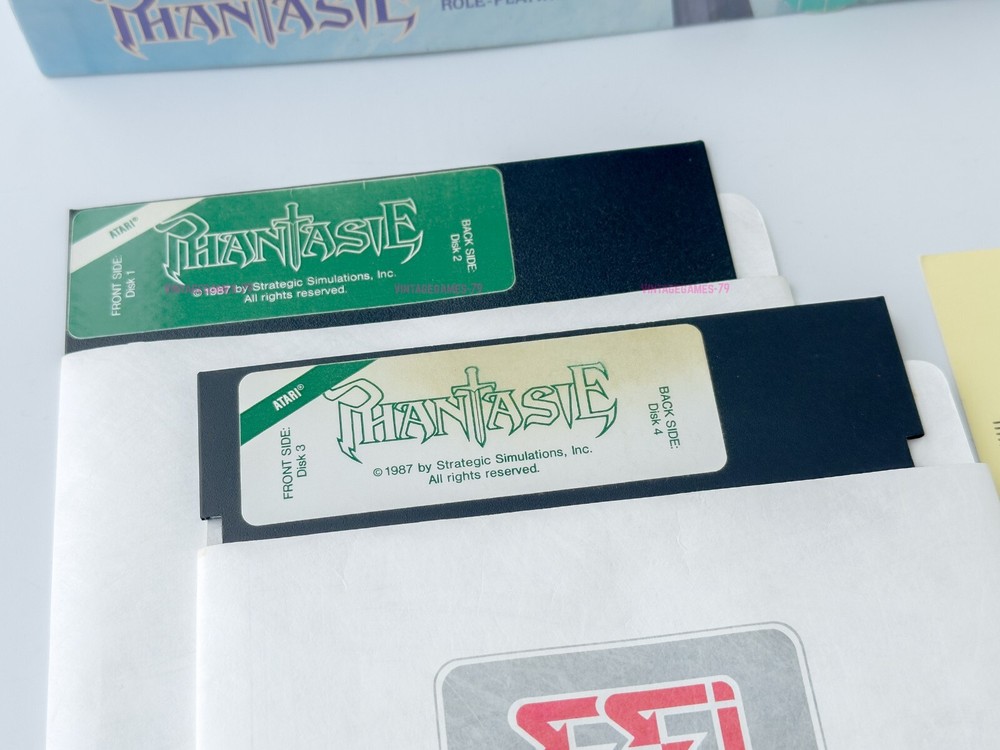 PHANTASIE
ATARI®
PHANTASIE
FRONT SIDE:
Disk 1
BACK SIDE:
Disk 2
©1987 by Strategic Simulations, Inc.
All rights reserved.
VINTAGEGAMES-79
VINTAGEGAMES-79
ATARI®
PHANTASIE
FRONT SIDE:
Disk 3
BACK SIDE:
Disk 4
©1987 by Strategic Simulations, Inc.
All rights reserved.
SSi